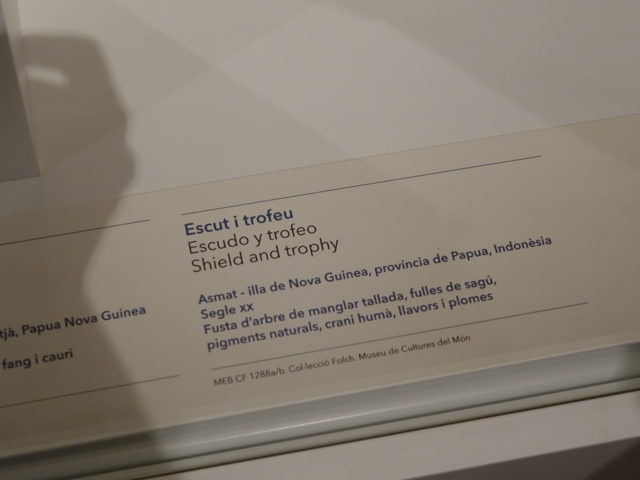 Escut i trofeu
Escudo y trofeo
Shield and trophy
Asmat - illa de Nova Guinea, província de Papua, Indonèsia
Segle XX
Fusta d'arbre de manglar tallada, fulles de sagú,
pigments naturals, crani humà, llavors i plomes
MEB CF 1288a/b. Col·lecció Folch. Museu de Cultures del Món
tjà, Papua Nova Guinea
fang i cauri